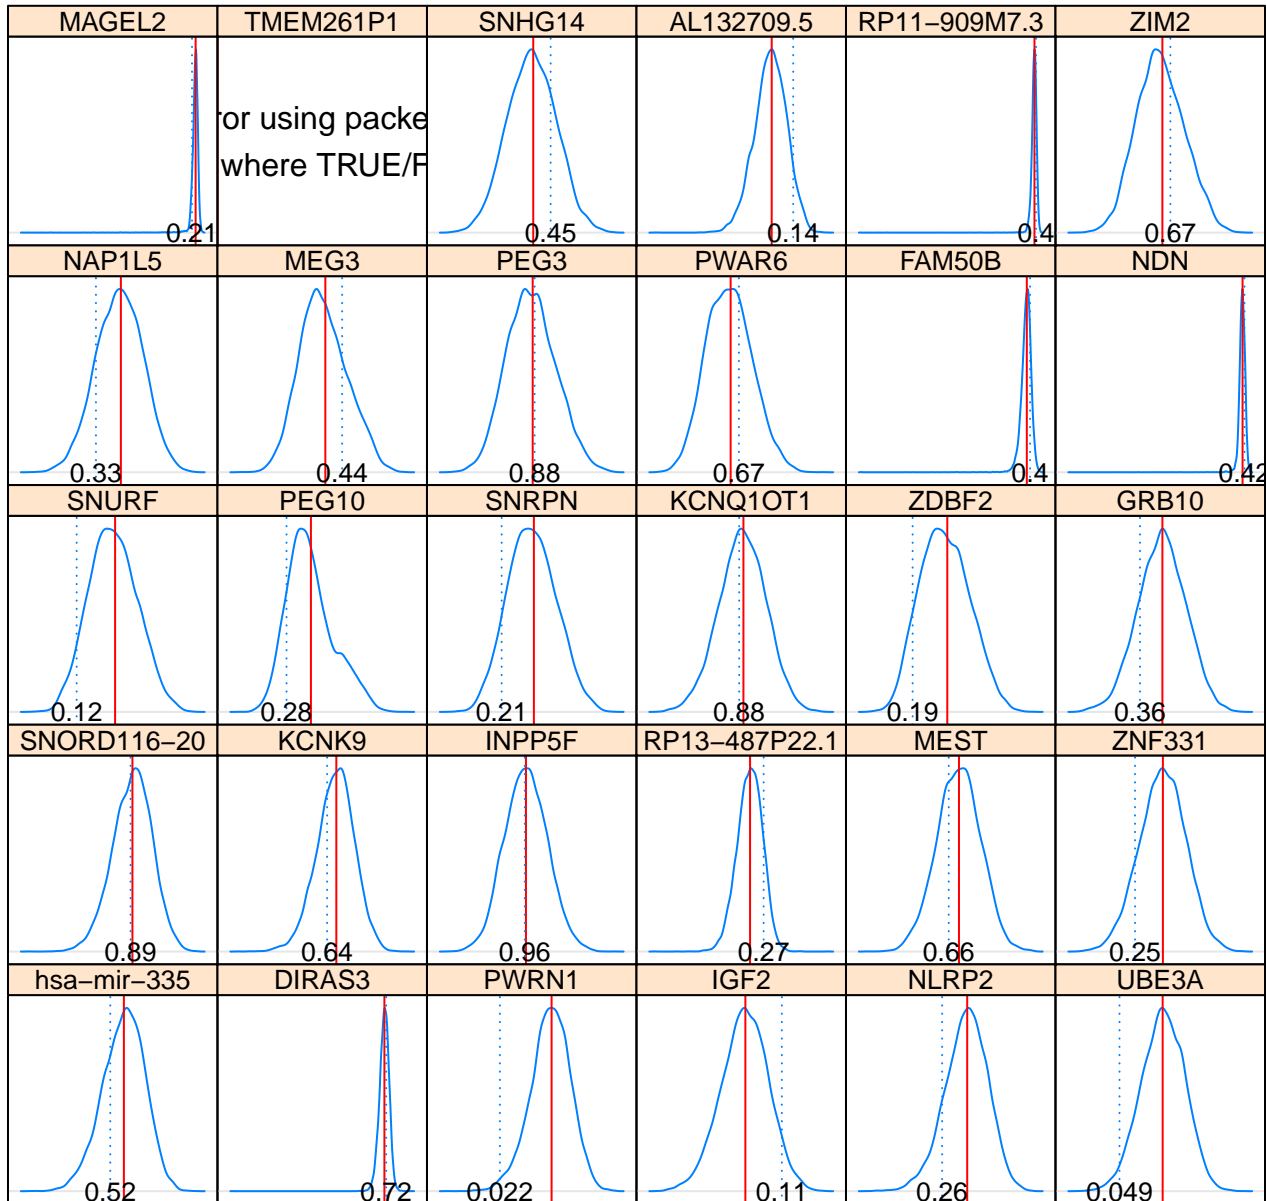 MAGEL2 TMEM261P1 SNHG14 AL132709.5 RP11−909M7.3 ZIM2
ror using packe
where TRUE/F
0.21 0.45 0.14 0.4 0.67
NAP1L5 MEG3 PEG3 PWAR6 FAM50B NDN
0.33 0.44 0.88 0.67 0.4 0.42
SNURF PEG10 SNRPN KCNQ1OT1 ZDBF2 GRB10
0.12 0.28 0.21 0.88 0.19 0.36
SNORD116−20 KCNK9 INPP5F RP13−487P22.1 MEST ZNF331
0.89 0.64 0.96 0.27 0.66 0.25
hsa−mir−335 DIRAS3 PWRN1 IGF2 NLRP2 UBE3A
0.52 0.72 0.022 0.11 0.26 0.049